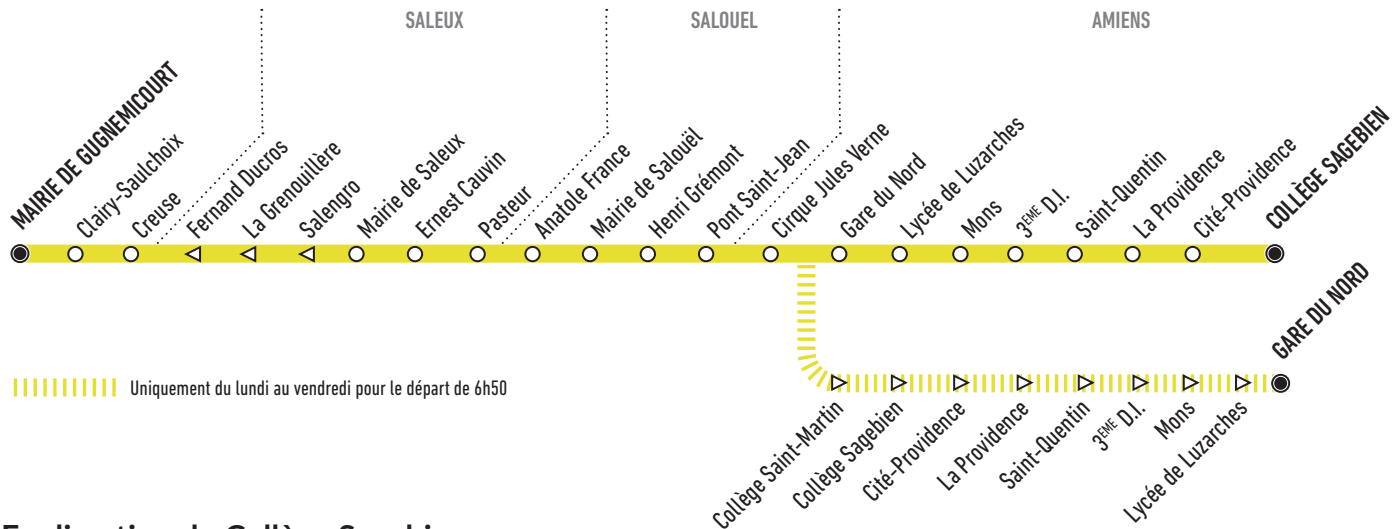 SALEUX
SALOUEL
AMIENS
MAIRIE DE GUGNEMICOURT
Clairy-Saulchoix
Creuse
Fernand Ducros
La Grenouillère
Salengro
Mairie de Saleux
Ernest Cauvin
Pasteur
Anatole France
Mairie de Salouël
Henri Grémont
Pont Saint-Jean
Cirque Jules Verne
Gare du Nord
Lycée de Luzarches
Mons
3EME D.I.
Saint-Quentin
La Providence
Cité-Providence
COLLÈGE SAGEBIEN
GARE DU NORD
Uniquement du lundi au vendredi pour le départ de 6h50
Collège Saint-Martin
Collège Sagebien
Cité-Providence
La Providence
Saint-Quentin
3EME D.I.
Mons
Lycée de Luzarches